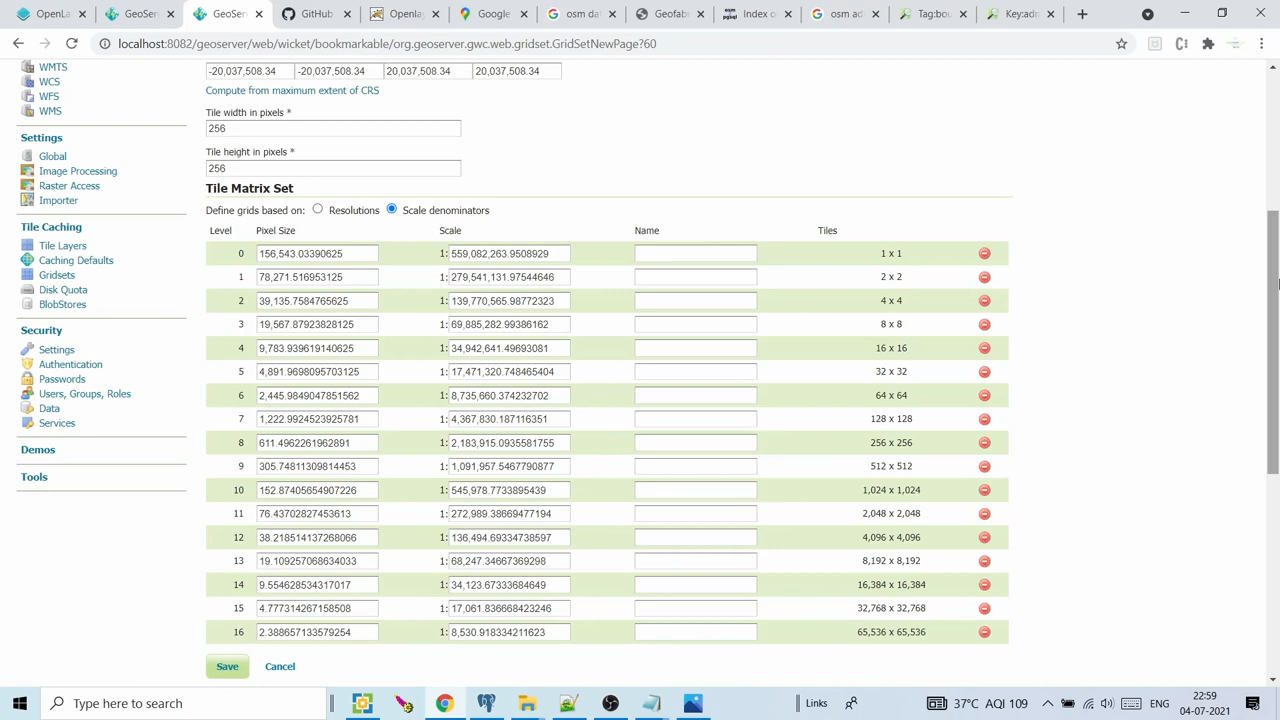 OpenLa
GeoServ
GeoServ
GitHub
Openlay
Google
osm dat
Geofab
Index o
osm adm
Tag:bou
Key:adn
localhost:8082/geoserver/web/wicket/bookmarkable/org.geoserver.gwc.web.gridset.GridSetNewPage?60
WMTS
WCS
WFS
WMS
Settings
Global
Image Processing
Raster Access
Importer
Tile Caching
Tile Layers
Caching Defaults
Gridsets
Disk Quota
BlobStores
Security
Settings
Authentication
Passwords
Users, Groups, Roles
Data
Services
Demos
Tools
-20,037,508.34 -20,037,508.34 20,037,508.34 20,037,508.34
Compute from maximum extent of CRS
Tile width in pixels *
256
Tile height in pixels *
256
Tile Matrix Set
Define grids based on: Resolutions Scale denominators
Level Pixel Size Scale Name Tiles
0 156,543.03390625 1: 559,082,263.9508929 1 x 1
1 78,271.516953125 1: 279,541,131.97544646 2 x 2
2 39,135.7584765625 1: 139,770,565.98772323 4 x 4
3 19,567.87923828125 1: 69,885,282.99386162 8 x 8
4 9,783.939619140625 1: 34,942,641.49693081 16 x 16
5 4,891.9698095703125 1: 17,471,320.748465404 32 x 32
6 2,445.9849047851562 1: 8,735,660.374232702 64 x 64
7 1,222.9924523925781 1: 4,367,830.187116351 128 x 128
8 611.4962261962891 1: 2,183,915.0935581755 256 x 256
9 305.74811309814453 1: 1,091,957.5467790877 512 x 512
10 152.87405654907226 1: 545,978.7733895439 1,024 x 1,024
11 76.43702827453613 1: 272,989.38669477194 2,048 x 2,048
12 38.218514137268066 1: 136,494.69334738597 4,096 x 4,096
13 19.109257068634033 1: 68,247.34667369298 8,192 x 8,192
14 9.554628534317017 1: 34,123.67333684649 16,384 x 16,384
15 4.777314267158508 1: 17,061.836668423246 32,768 x 32,768
16 2.388657133579254 1: 8,530.918334211623 65,536 x 65,536
Save Cancel
Type here to search
Links
37°C AQI 109
ENG
22:59
04-07-2021